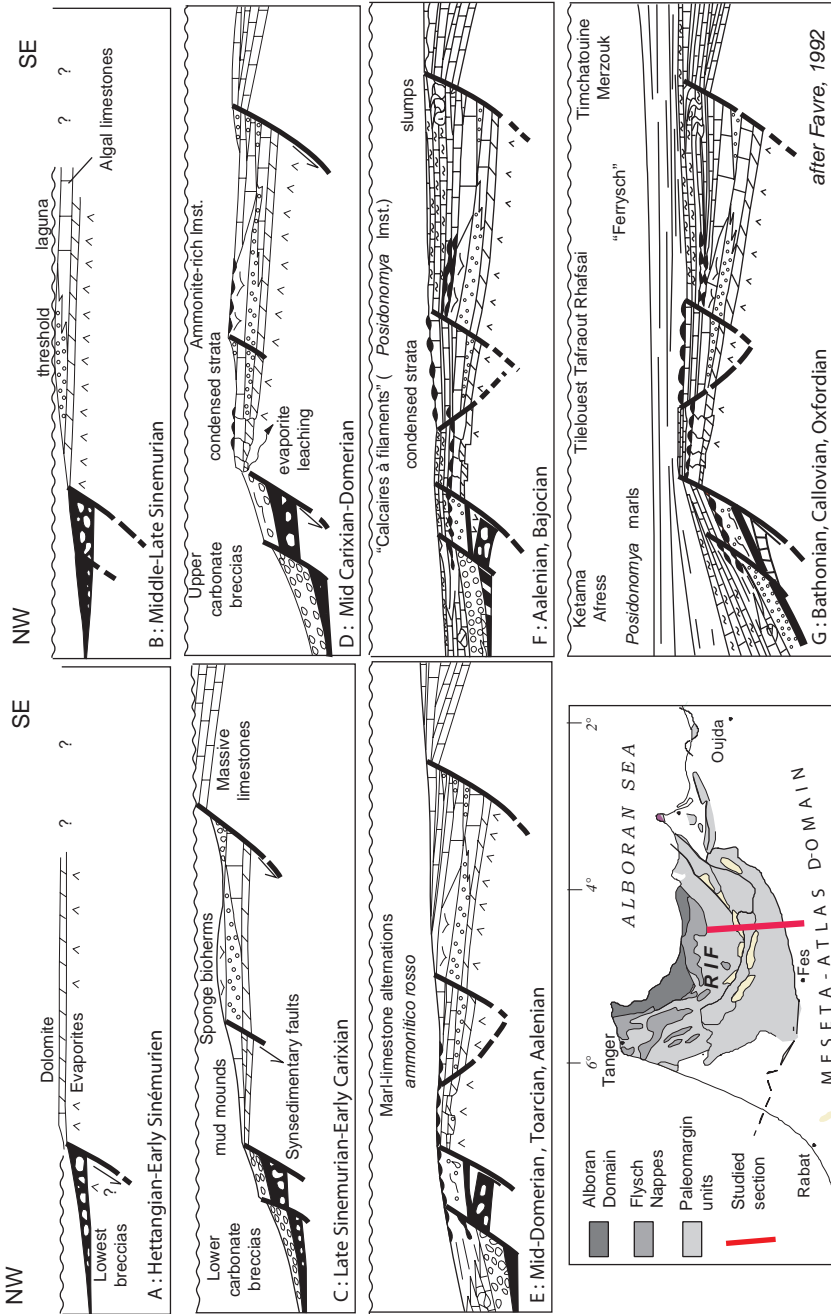 NW
SE
Dolomite
?
?
Evaporites
?
Lowest
breccias
A : Hettangian-Early Sinémurien
NW
SE
threshold
laguna
?
?
Algal limestones
B : Middle-Late Sinemurian
Lower
carbonate
breccias
mud mounds
Sponge bioherms
Massive
limestones
Synsedimentary faults
C : Late Sinemurian-Early Carixian
Upper
carbonate
breccias
condensed strata
Ammonite-rich lmst.
evaporite
leaching
D : Mid Carixian-Domerian
Marl-limestone alternations
ammonitico rosso
E : Mid-Domerian , Toarcian, Aalenian
"Calcaires à filaments" ( Posidonomya lmst.)
condensed strata
slumps
F : Aalenian, Bajocian
Alboran
Domain
Flysch
Nappes
Paleomargin
units
Studied
section
Tanger
6°
4°
2°
ALBORAN SEA
RIF
Oujda
Fes
Rabat
MESETA-ATLAS DOMAIN
Ketama
Afress
Tilelouest Tafraout Rhafsai
Timchatouine
Merzouk
Posidonomya marls
"Ferrysch"
G : Bathonian, Callovian, Oxfordian
after Favre, 1992